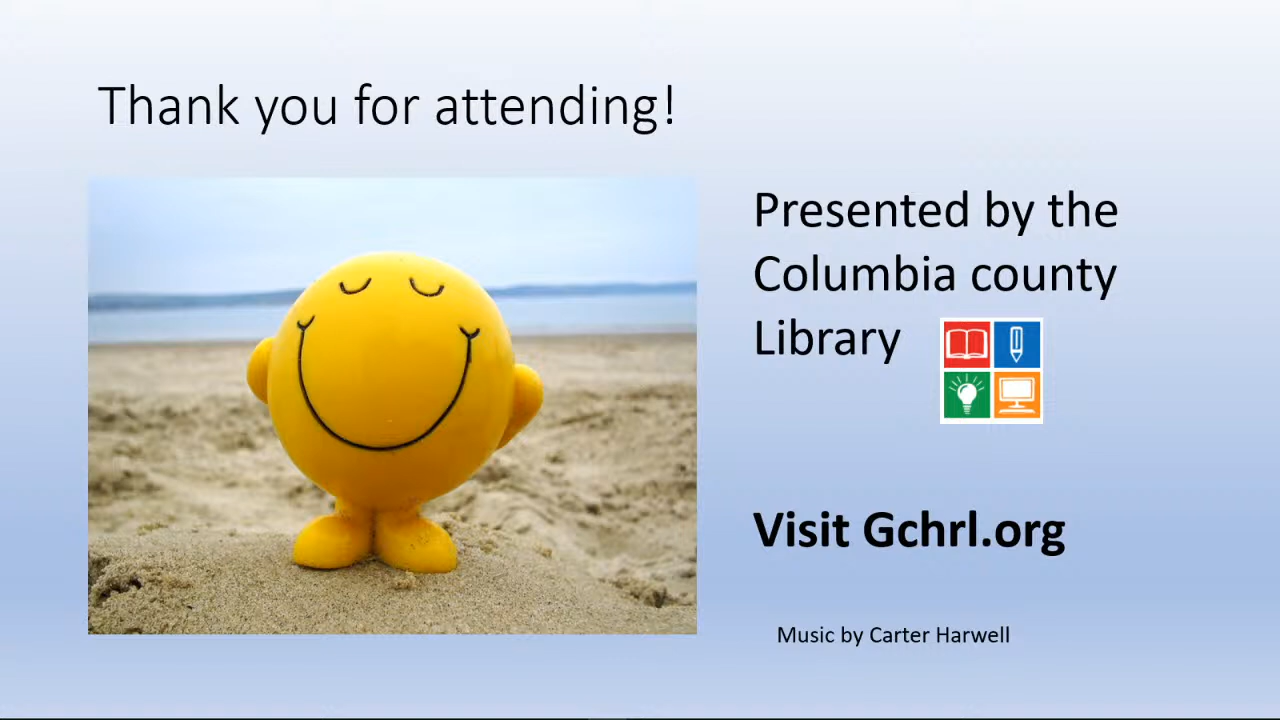 Thank you for attending!
Presented by the
Columbia county
Library
Visit Gchrl.org
Music by Carter Harwell